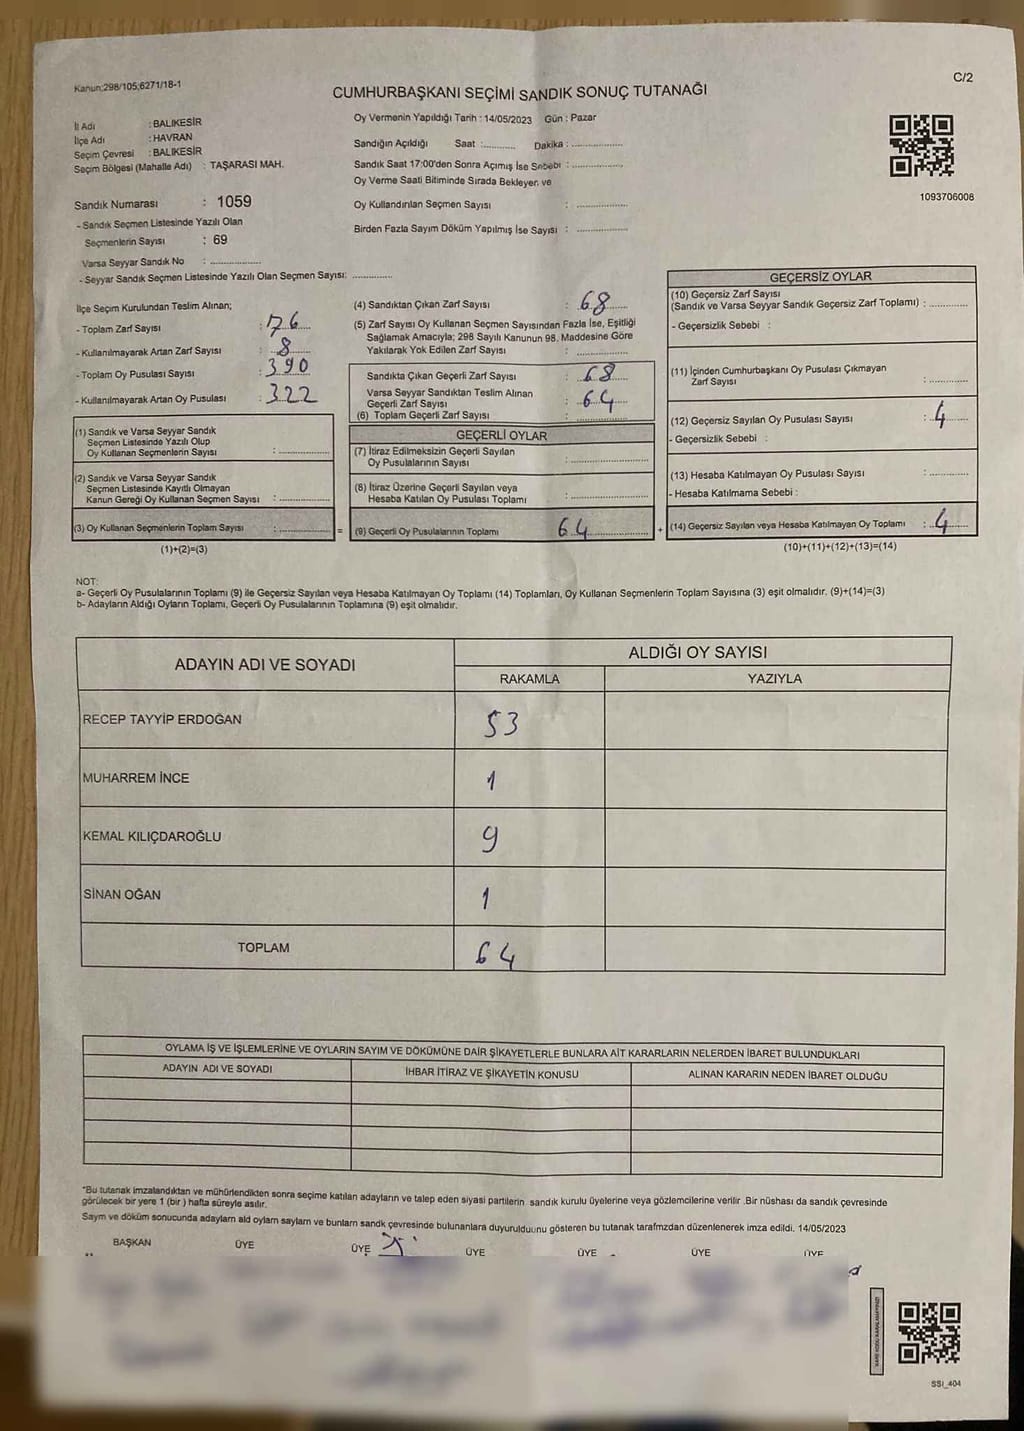 Kanun;298/105;6271/18-1
C/2
CUMHURBAŞKANI SEÇİMİ SANDIK SONUÇ TUTANAĞI
İl Adı : BALIKESİR
İlçe Adı : HAVRAN
Seçim Çevresi : BALIKESİR
Seçim Bölgesi (Mahalle Adı) : TAŞARASI MAH.
Sandık Numarası : 1059
- Sandık Seçmen Listesinde Yazılı Olan
Seçmenlerin Sayısı : 69
Varsa Seyyar Sandık No : ..............
- Seyyar Sandık Seçmen Listesinde Yazılı Olan Seçmen Sayısı: ............
Oy Vermenin Yapıldığı Tarih : 14/05/2023 Gün : Pazar
Sandığın Açıldığı Saat :.......... Dakika : ...............
Sandık Saat 17:00'den Sonra Açımış İse Sebebi : ...............
Oy Verme Saati Bitiminde Sırada Bekleyen ve
Oy Kullandırılan Seçmen Sayısı : ...............
Birden Fazla Sayım Döküm Yapılmış İse Sayısı : ...............
1093706008
İlçe Seçim Kurulundan Teslim Alınan;
- Toplam Zarf Sayısı : 76
- Kullanılmayarak Artan Zarf Sayısı : 8
- Toplam Oy Pusulası Sayısı : 390
- Kullanılmayarak Artan Oy Pusulası : 322
(1) Sandık ve Varsa Seyyar Sandık
Seçmen Listesinde Yazılı Olup
Oy Kullanan Seçmenlerin Sayısı : ...............
(2) Sandık ve Varsa Seyyar Sandık
Seçmen Listesinde Kayıtlı Olmayan
Kanun Gereği Oy Kullanan Seçmen Sayısı : ...............
(3) Oy Kullanan Seçmenlerin Toplam Sayısı : ............... =
(1)+(2)=(3)
(4) Sandıktan Çıkan Zarf Sayısı : 68
(5) Zarf Sayısı Oy Kullanan Seçmen Sayısından Fazla İse, Eşitliği
Sağlamak Amacıyla; 298 Sayılı Kanunun 98. Maddesine Göre
Yakılarak Yok Edilen Zarf Sayısı : ...............
Sandıkta Çıkan Geçerli Zarf Sayısı : 68
Varsa Seyyar Sandıktan Teslim Alınan
Geçerli Zarf Sayısı : 64
(6) Toplam Geçerli Zarf Sayısı : ...............
GEÇERLİ OYLAR
(7) İtiraz Edilmeksizin Geçerli Sayılan
Oy Pusulalarının Sayısı : ...............
(8) İtiraz Üzerine Geçerli Sayılan veya
Hesaba Katılan Oy Pusulası Toplamı : ...............
(9) Geçerli Oy Pusulalarının Toplamı 64 +
GEÇERSİZ OYLAR
(10) Geçersiz Zarf Sayısı
(Sandık ve Varsa Seyyar Sandık Geçersiz Zarf Toplamı) : ............
- Geçersizlik Sebebi :
(11) İçinden Cumhurbaşkanı Oy Pusulası Çıkmayan
Zarf Sayısı : ............
(12) Geçersiz Sayılan Oy Pusulası Sayısı : 4
- Geçersizlik Sebebi :
(13) Hesaba Katılmayan Oy Pusulası Sayısı : ............
- Hesaba Katılmama Sebebi :
(14) Geçersiz Sayılan veya Hesaba Katılmayan Oy Toplamı : 4
(10)+(11)+(12)+(13)=(14)
NOT:
a- Geçerli Oy Pusulalarının Toplamı (9) ile Geçersiz Sayılan veya Hesaba Katılmayan Oy Toplamı (14) Toplamları, Oy Kullanan Seçmenlerin Toplam Sayısına (3) eşit olmalıdır. (9)+(14)=(3)
b- Adayların Aldığı Oyların Toplamı, Geçerli Oy Pusulalarının Toplamına (9) eşit olmalıdır.
ADAYIN ADI VE SOYADI
ALDIĞI OY SAYISI
RAKAMLA YAZIYLA
RECEP TAYYİP ERDOĞAN 53
MUHARREM İNCE 1
KEMAL KILIÇDAROĞLU 9
SİNAN OĞAN 1
TOPLAM 64
OYLAMA İŞ VE İŞLEMLERİNE VE OYLARIN SAYIM VE DÖKÜMÜNE DAİR ŞİKAYETLERLE BUNLARA AİT KARARLARIN NELERDEN İBARET BULUNDUKLARI
ADAYIN ADI VE SOYADI İHBAR İTİRAZ VE ŞİKAYETİN KONUSU ALINAN KARARIN NEDEN İBARET OLDUĞU
*Bu tutanak imzalandıktan ve mühürlendikten sonra seçime katılan adayların ve talep eden siyasi partilerin sandık kurulu üyelerine veya gözlemcilerine verilir .Bir nüshası da sandık çevresinde
görülecek bir yere 1 (bir ) hafta süreyle asılır.
Sayım ve döküm sonucunda adayların ald oyların sayları ve bunlarn sandk çevresinde bulunanlara duyurulduunu gösteren bu tutanak tarafmzdan düzenlenerek imza edildi. 14/05/2023
BAŞKAN ÜYE ÜYE ÜYE ÜYE ÜYE ÜYE
SSI_404